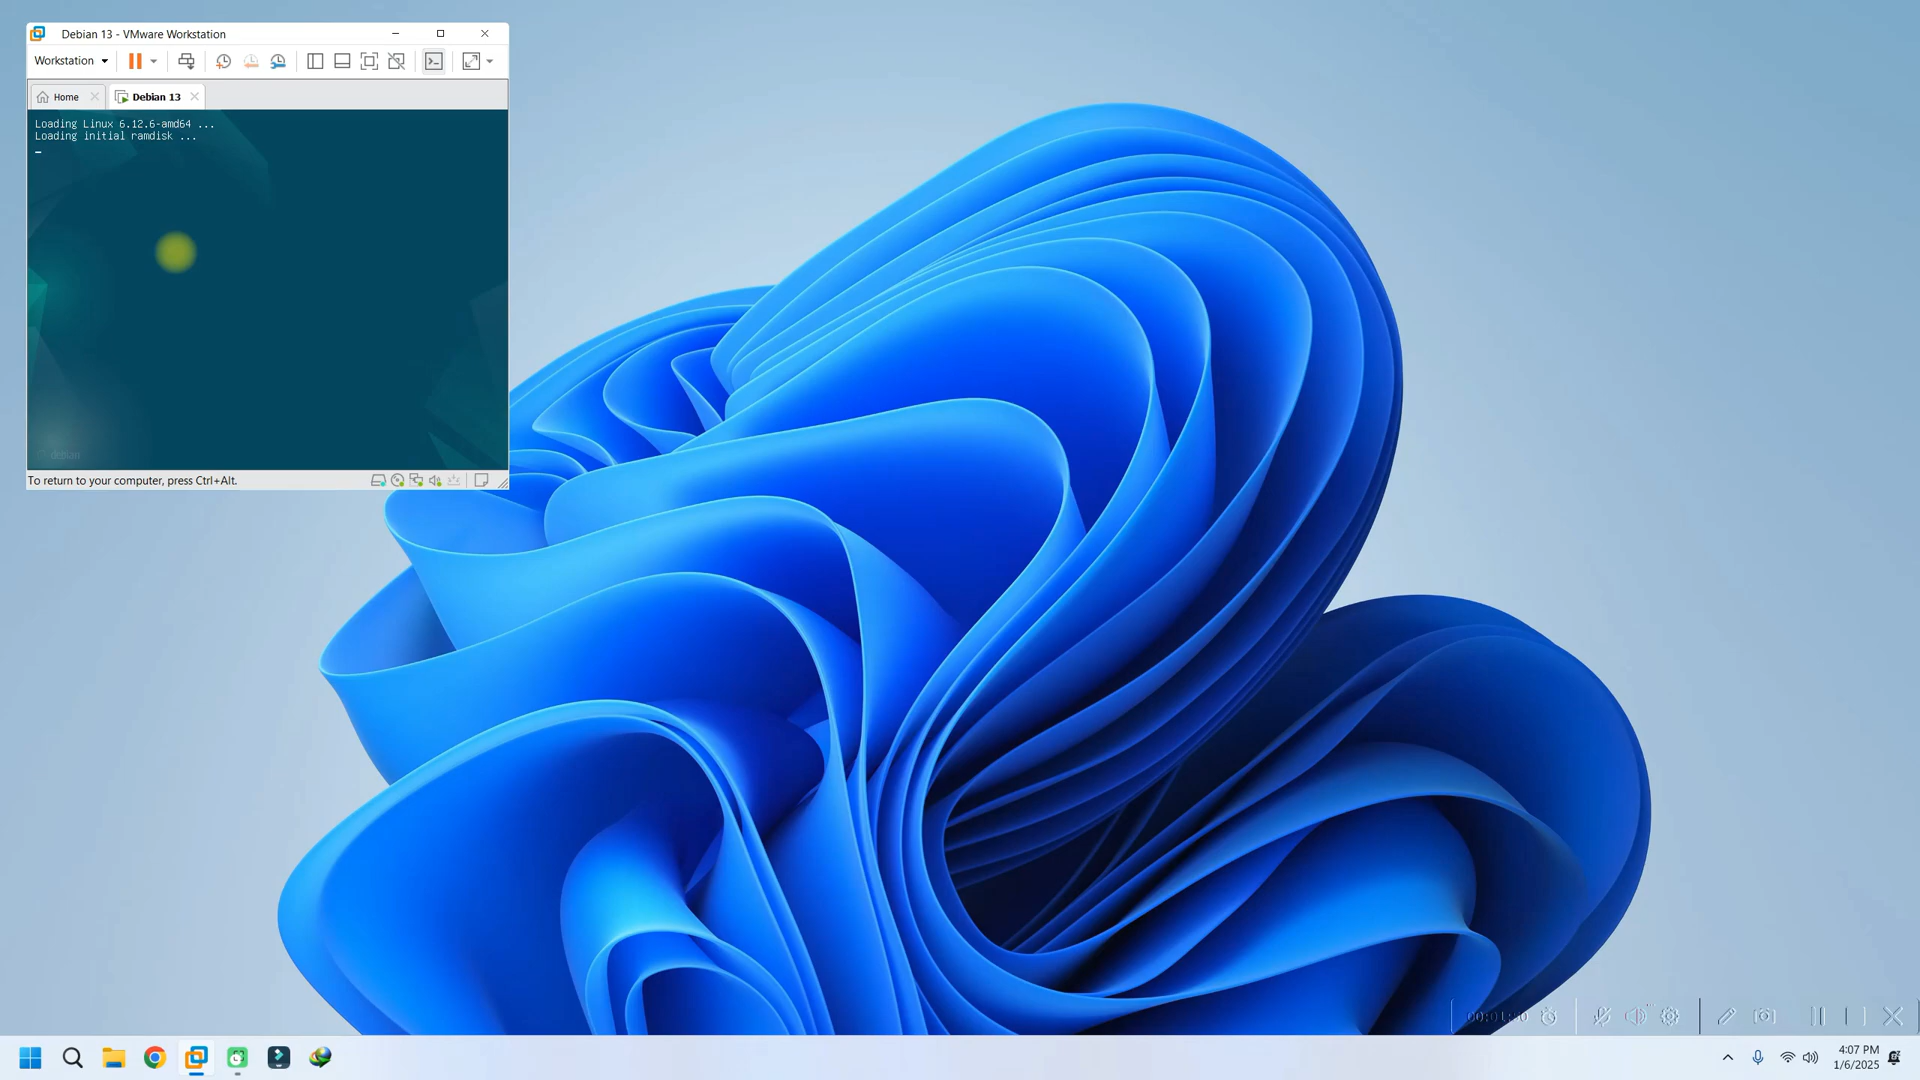 Debian 13 - VMware Workstation
Workstation
Home
Debian 13
Loading Linux 6.12.6-amd64 ...
Loading initial ramdisk ...
debian
To return to your computer, press Ctrl+Alt.
4:07 PM
1/6/2025